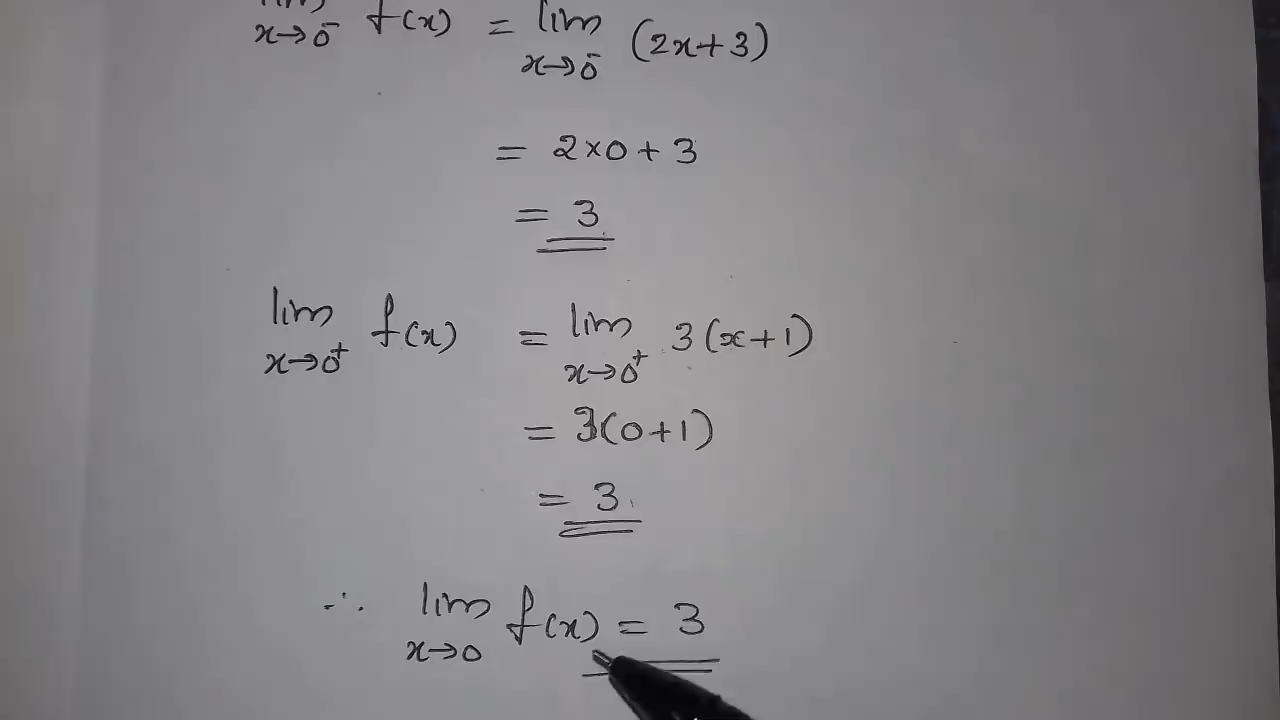 lim f(x) = lim (2x+3)
x→0⁻ x→0⁻
= 2×0+3
= 3
lim f(x) = lim 3(x+1)
x→0⁺ x→0⁺
= 3(0+1)
= 3
∴ lim f(x) = 3
x→0